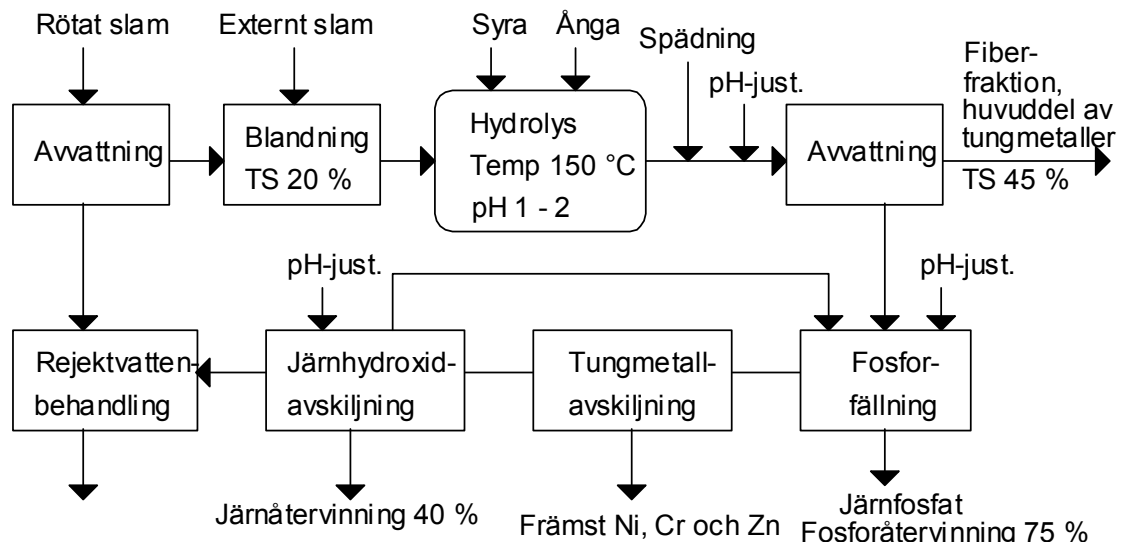 Rötat slam
Externt slam
Syra
Ånga
Spädning
pH-just.
Fiber-
fraktion,
huvuddel av
tungmetaller
TS 45 %
Avvattning
Blandning
TS 20 %
Hydrolys
Temp 150 °C
pH 1 - 2
Avvattning
pH-just.
pH-just.
Rejektvatten-
behandling
Järnhydroxid-
avskiljning
Tungmetall-
avskiljning
Fosfor-
fällning
Järnåtervinning 40 %
Främst Ni, Cr och Zn
Järnfosfat
Fosforåtervinning 75 %